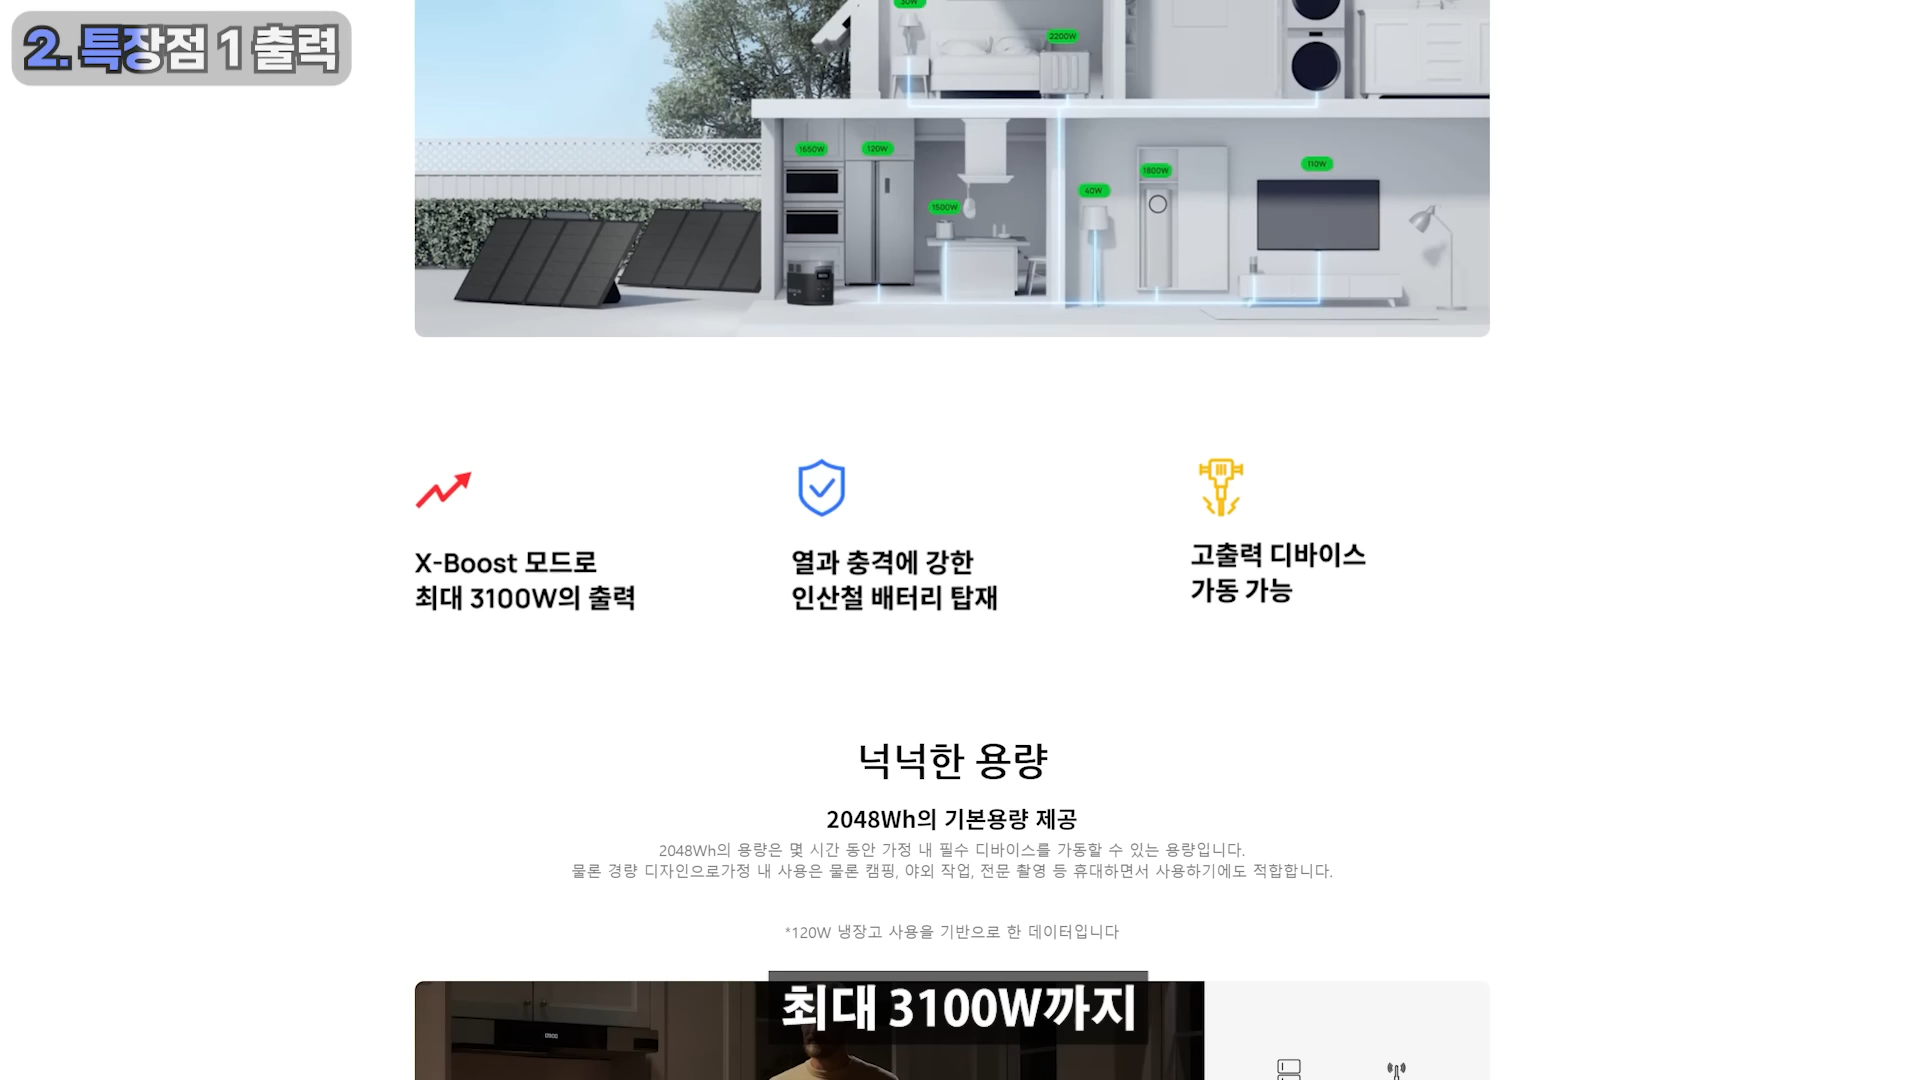 2. 특장점 1 출력
30W
2200W
1650W
120W
1500W
40W
1800W
110W
X-Boost 모드로
최대 3100W의 출력
열과 충격에 강한
인산철 배터리 탑재
고출력 디바이스
가동 가능
넉넉한 용량
2048Wh의 기본용량 제공
2048Wh의 용량은 몇 시간 동안 가정 내 필수 디바이스를 가동할 수 있는 용량입니다.
물론 경량 디자인으로가정 내 사용은 물론 캠핑, 야외 작업, 전문 촬영 등 휴대하면서 사용하기에도 적합합니다.
*120W 냉장고 사용을 기반으로 한 데이터입니다
최대 3100W까지